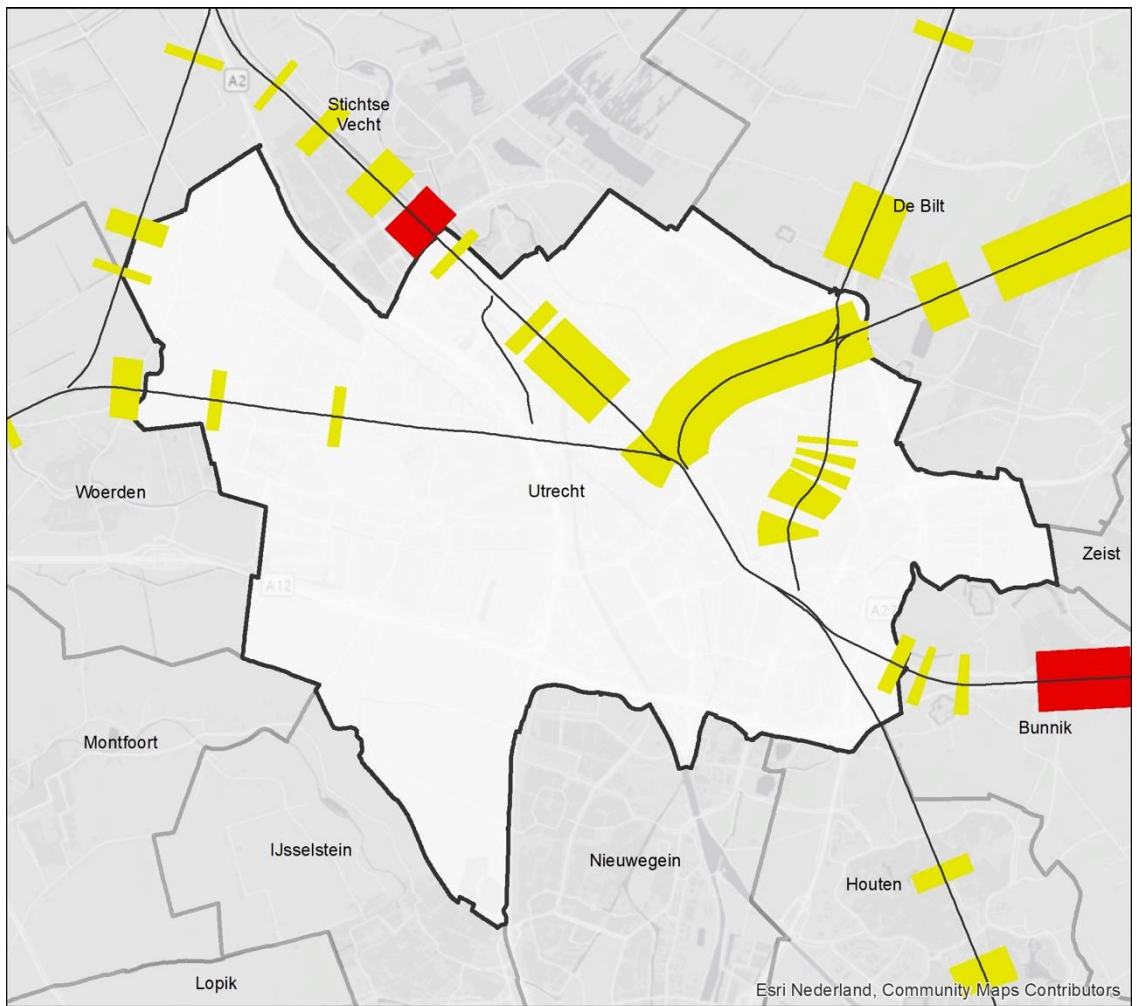 A2
Stichtse
Vecht
De Bilt
Woerden
Utrecht
Zeist
A12
A27
Bunnik
Montfoort
IJsselstein
Nieuwegein
Houten
Lopik
Esri Nederland, Community Maps Contributors